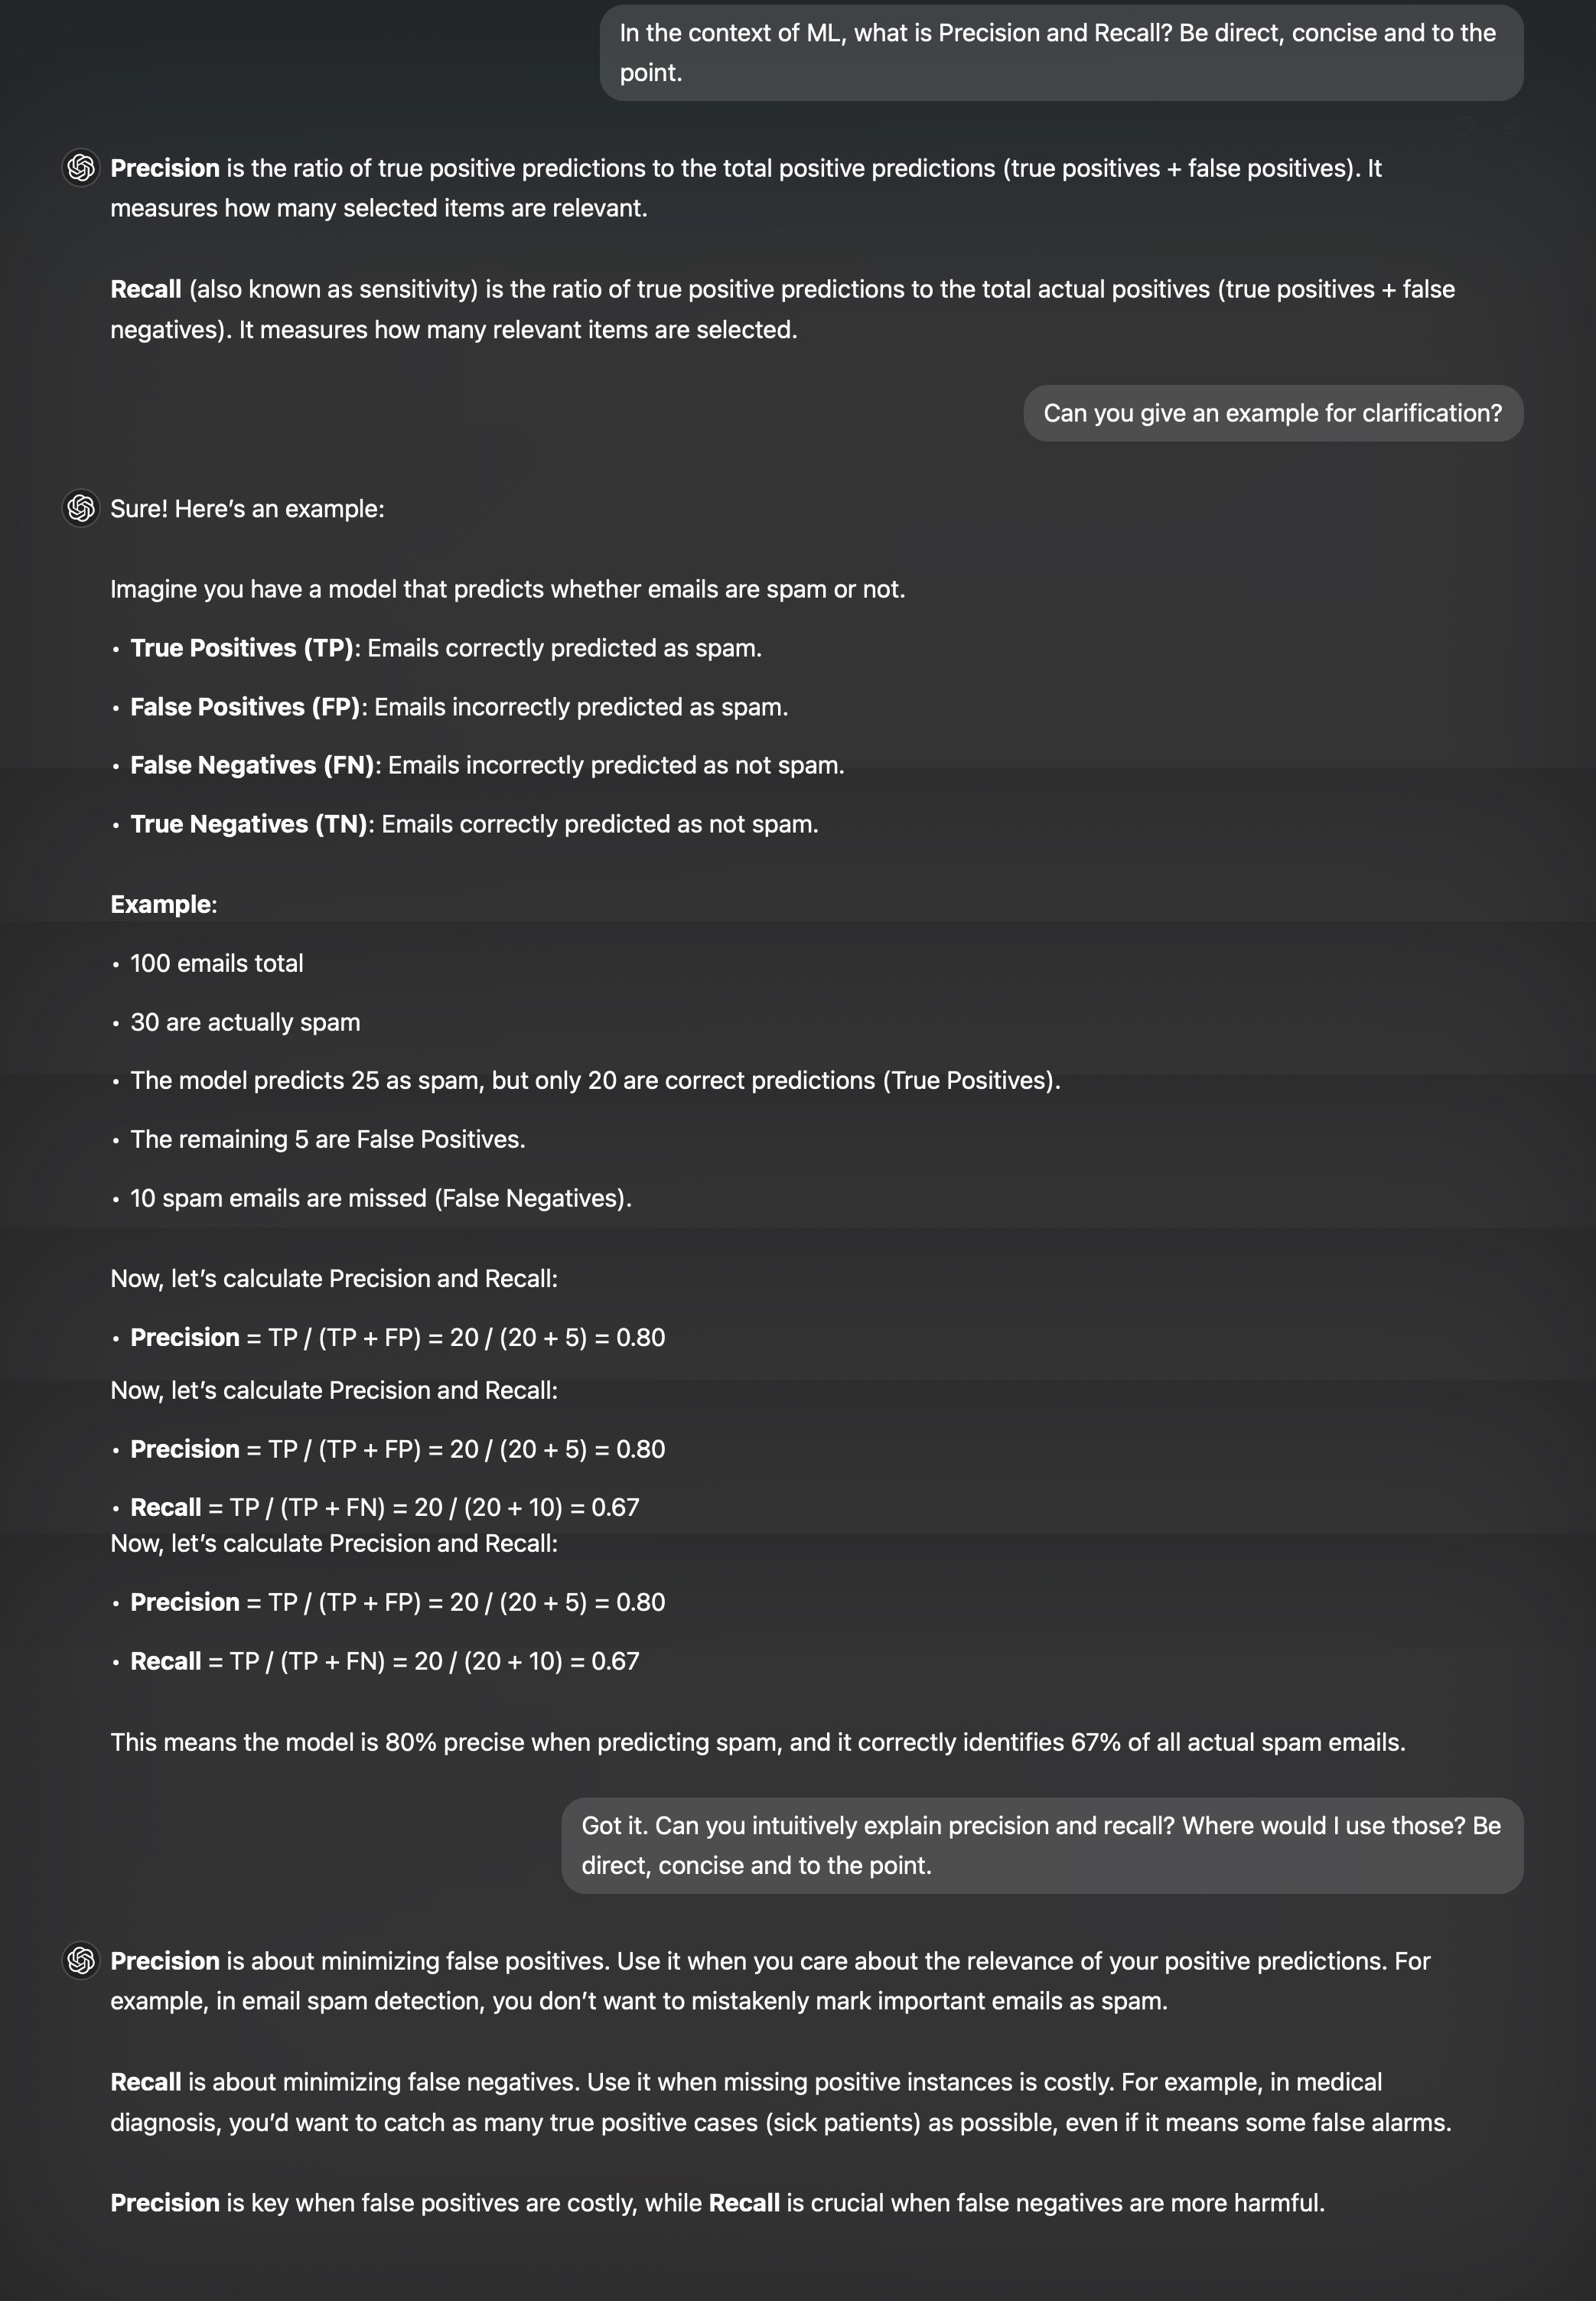 In the context of ML, what is Precision and Recall? Be direct, concise and to the
point.
Precision is the ratio of true positive predictions to the total positive predictions (true positives + false positives). It
measures how many selected items are relevant.
Recall (also known as sensitivity) is the ratio of true positive predictions to the total actual positives (true positives + false
negatives). It measures how many relevant items are selected.
Can you give an example for clarification?
Sure! Here’s an example:
Imagine you have a model that predicts whether emails are spam or not.
• True Positives (TP): Emails correctly predicted as spam.
• False Positives (FP): Emails incorrectly predicted as spam.
• False Negatives (FN): Emails incorrectly predicted as not spam.
• True Negatives (TN): Emails correctly predicted as not spam.
Example:
• 100 emails total
• 30 are actually spam
• The model predicts 25 as spam, but only 20 are correct predictions (True Positives).
• The remaining 5 are False Positives.
• 10 spam emails are missed (False Negatives).
Now, let’s calculate Precision and Recall:
• Precision = TP / (TP + FP) = 20 / (20 + 5) = 0.80
Now, let’s calculate Precision and Recall:
• Precision = TP / (TP + FP) = 20 / (20 + 5) = 0.80
• Recall = TP / (TP + FN) = 20 / (20 + 10) = 0.67
Now, let’s calculate Precision and Recall:
• Precision = TP / (TP + FP) = 20 / (20 + 5) = 0.80
• Recall = TP / (TP + FN) = 20 / (20 + 10) = 0.67
This means the model is 80% precise when predicting spam, and it correctly identifies 67% of all actual spam emails.
Got it. Can you intuitively explain precision and recall? Where would I use those? Be
direct, concise and to the point.
Precision is about minimizing false positives. Use it when you care about the relevance of your positive predictions. For
example, in email spam detection, you don’t want to mistakenly mark important emails as spam.
Recall is about minimizing false negatives. Use it when missing positive instances is costly. For example, in medical
diagnosis, you’d want to catch as many true positive cases (sick patients) as possible, even if it means some false alarms.
Precision is key when false positives are costly, while Recall is crucial when false negatives are more harmful.